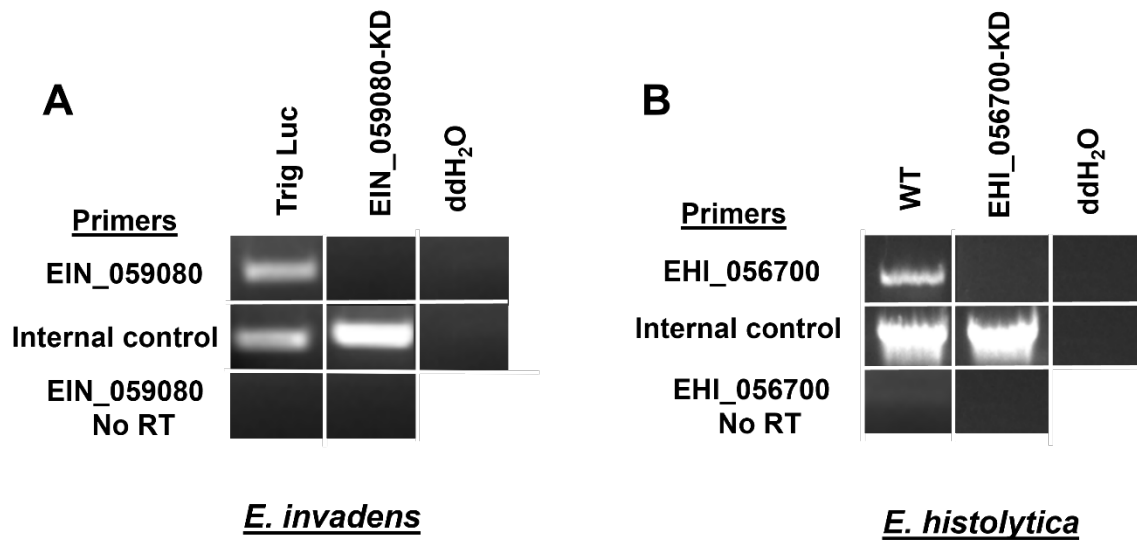 A
Trig Luc
EIN_059080-KD
ddH₂O
Primers
EIN_059080
Internal control
EIN_059080
No RT
E. invadens
B
WT
EHI_056700-KD
ddH₂O
Primers
EHI_056700
Internal control
EHI_056700
No RT
E. histolytica